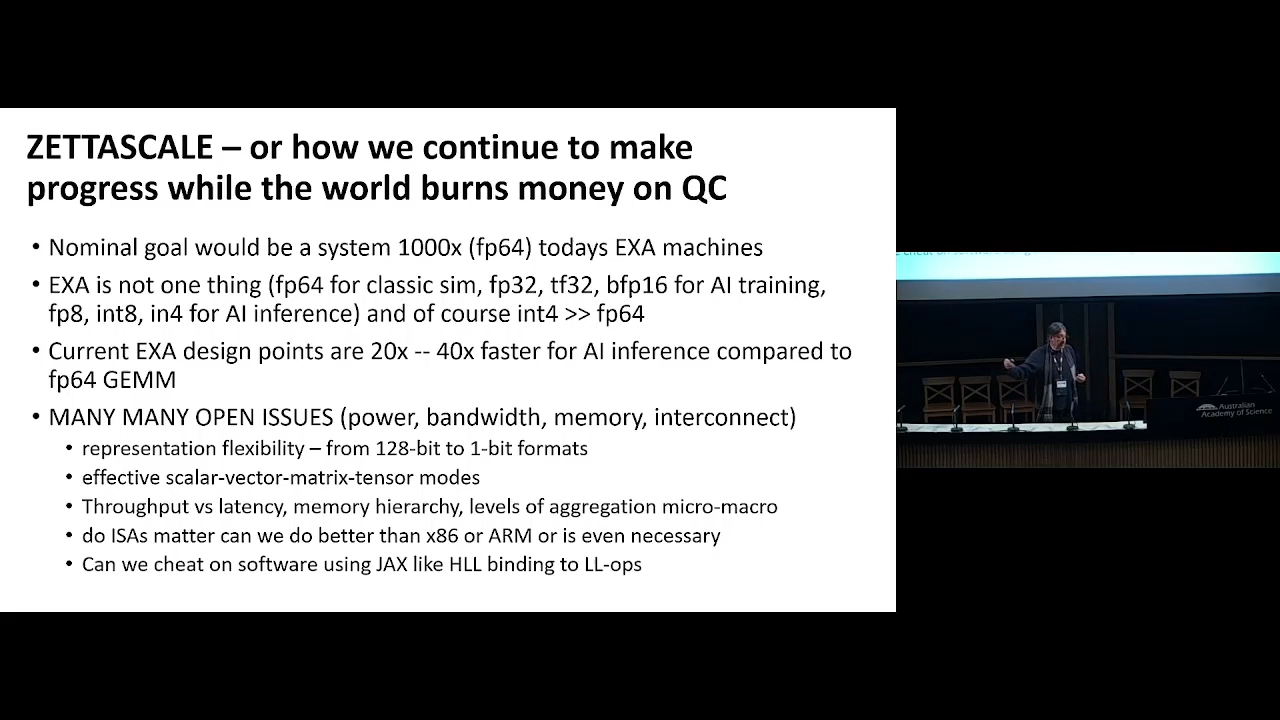 ZETTASCALE – or how we continue to make
progress while the world burns money on QC
• Nominal goal would be a system 1000x (fp64) todays EXA machines
• EXA is not one thing (fp64 for classic sim, fp32, tf32, bfp16 for AI training,
fp8, int8, in4 for AI inference) and of course int4 >> fp64
• Current EXA design points are 20x -- 40x faster for AI inference compared to
fp64 GEMM
• MANY MANY OPEN ISSUES (power, bandwidth, memory, interconnect)
• representation flexibility – from 128-bit to 1-bit formats
• effective scalar-vector-matrix-tensor modes
• Throughput vs latency, memory hierarchy, levels of aggregation micro-macro
• do ISAs matter can we do better than x86 or ARM or is even necessary
• Can we cheat on software using JAX like HLL binding to LL-ops
Australian
Academy of Science